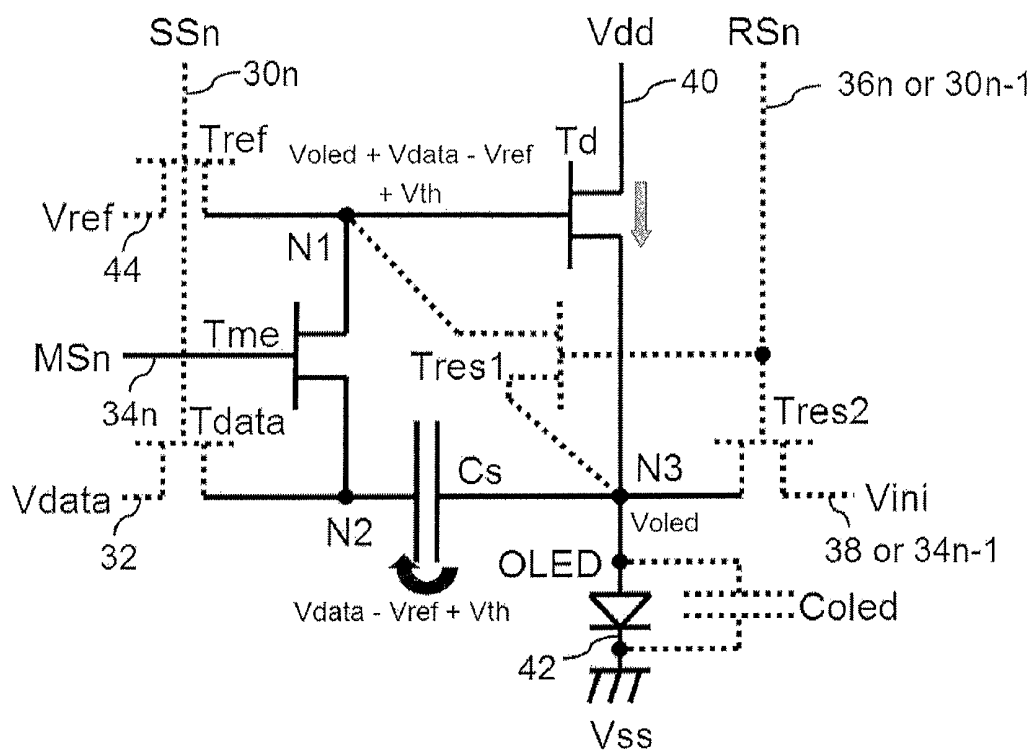 SSn
Vdd
RSn
30n
40
36n or 30n-1
Tref
Td
Voled + Vdata - Vref
+ Vth
Vref
44
N1
MSn
Tme
34n
Tres1
Tdata
Tres2
Cs
N3
Vdata
N2
Voled
Vini
32
38 or 34n-1
OLED
Vdata - Vref + Vth
Coled
42
Vss